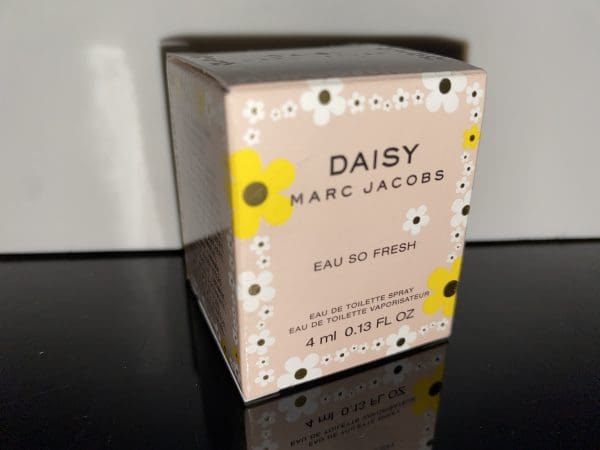 DAISY
MARC JACOBS
EAU SO FRESH
EAU DE TOILETTE SPRAY
EAU DE TOILETTE VAPORISATEUR
4 ml 0.13 FL OZ